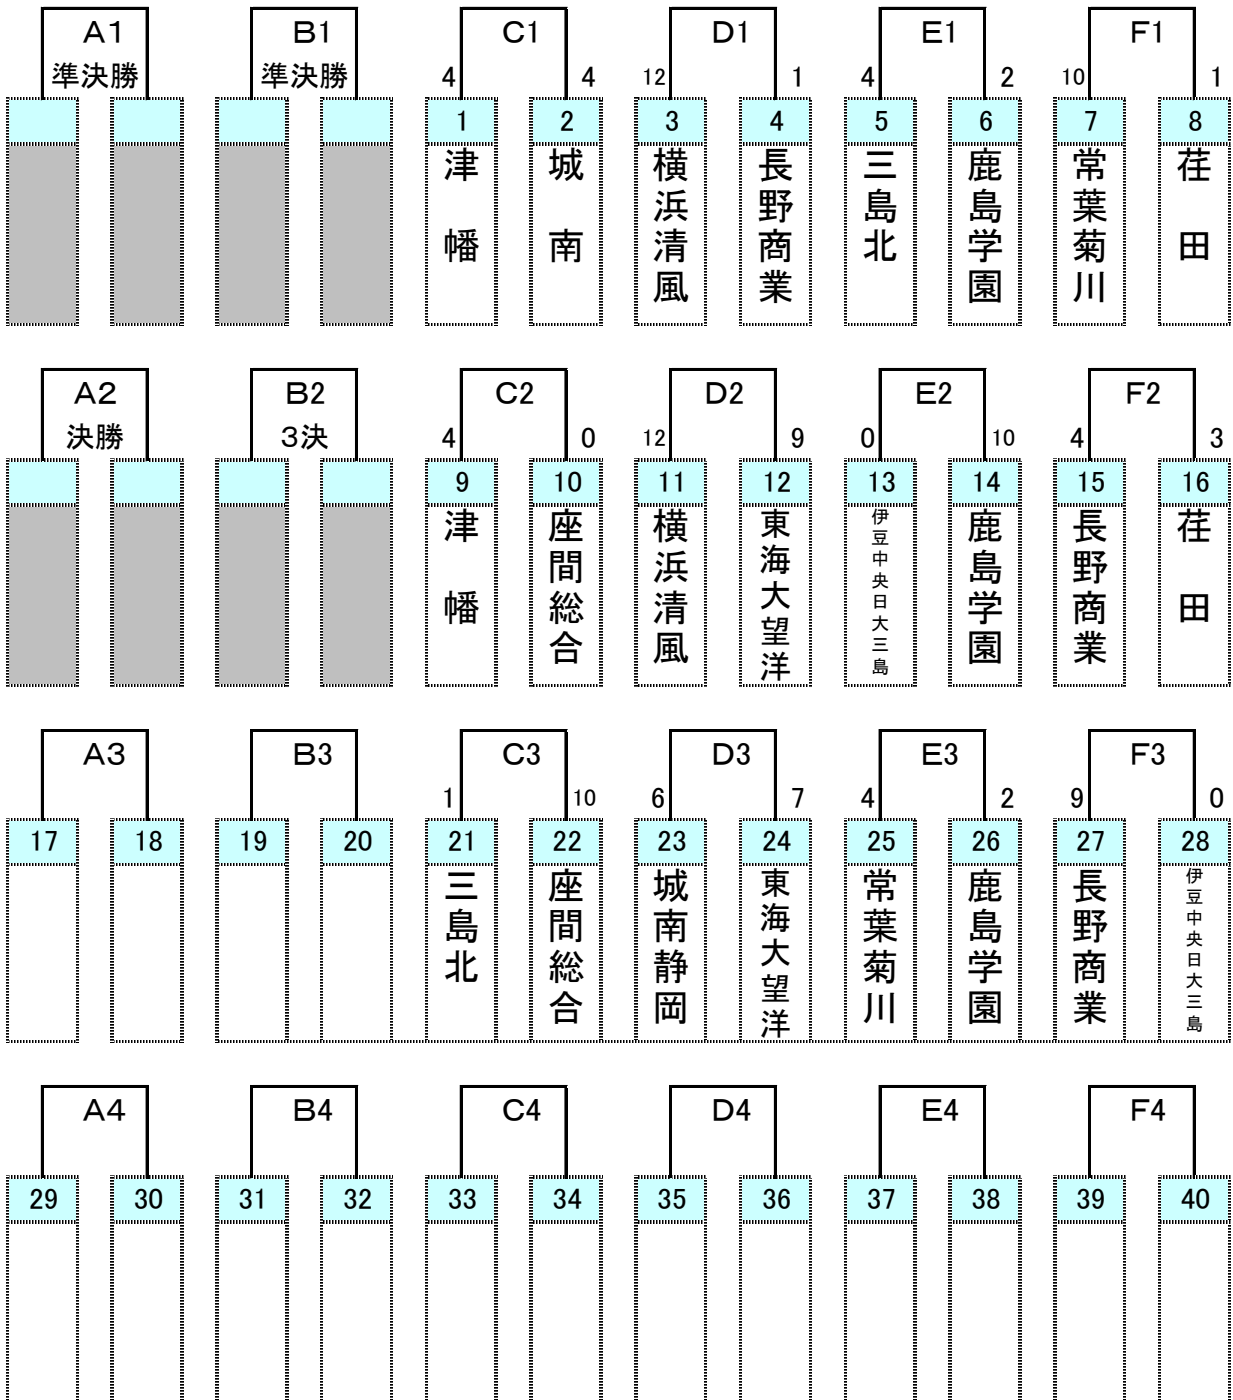 A1 B1 C1 D1 E1 F1
準決勝 準決勝 4 4 12 1 4 2 10 1
1 2 3 4 5 6 7 8
津幡 城南 横浜清風 長野商業 三島北 鹿島学園 常葉菊川 荏田
A2 B2 C2 D2 E2 F2
決勝 3決 4 0 12 9 0 10 4 3
9 10 11 12 13 14 15 16
津幡 座間総合 横浜清風 東海大望洋 伊豆中央日大三島 鹿島学園 長野商業 荏田
A3 B3 C3 D3 E3 F3
1 10 6 7 4 2 9 0
17 18 19 20 21 22 23 24 25 26 27 28
三島北 座間総合 城南静岡 東海大望洋 常葉菊川 鹿島学園 長野商業 伊豆中央日大三島
A4 B4 C4 D4 E4 F4
29 30 31 32 33 34 35 36 37 38 39 40